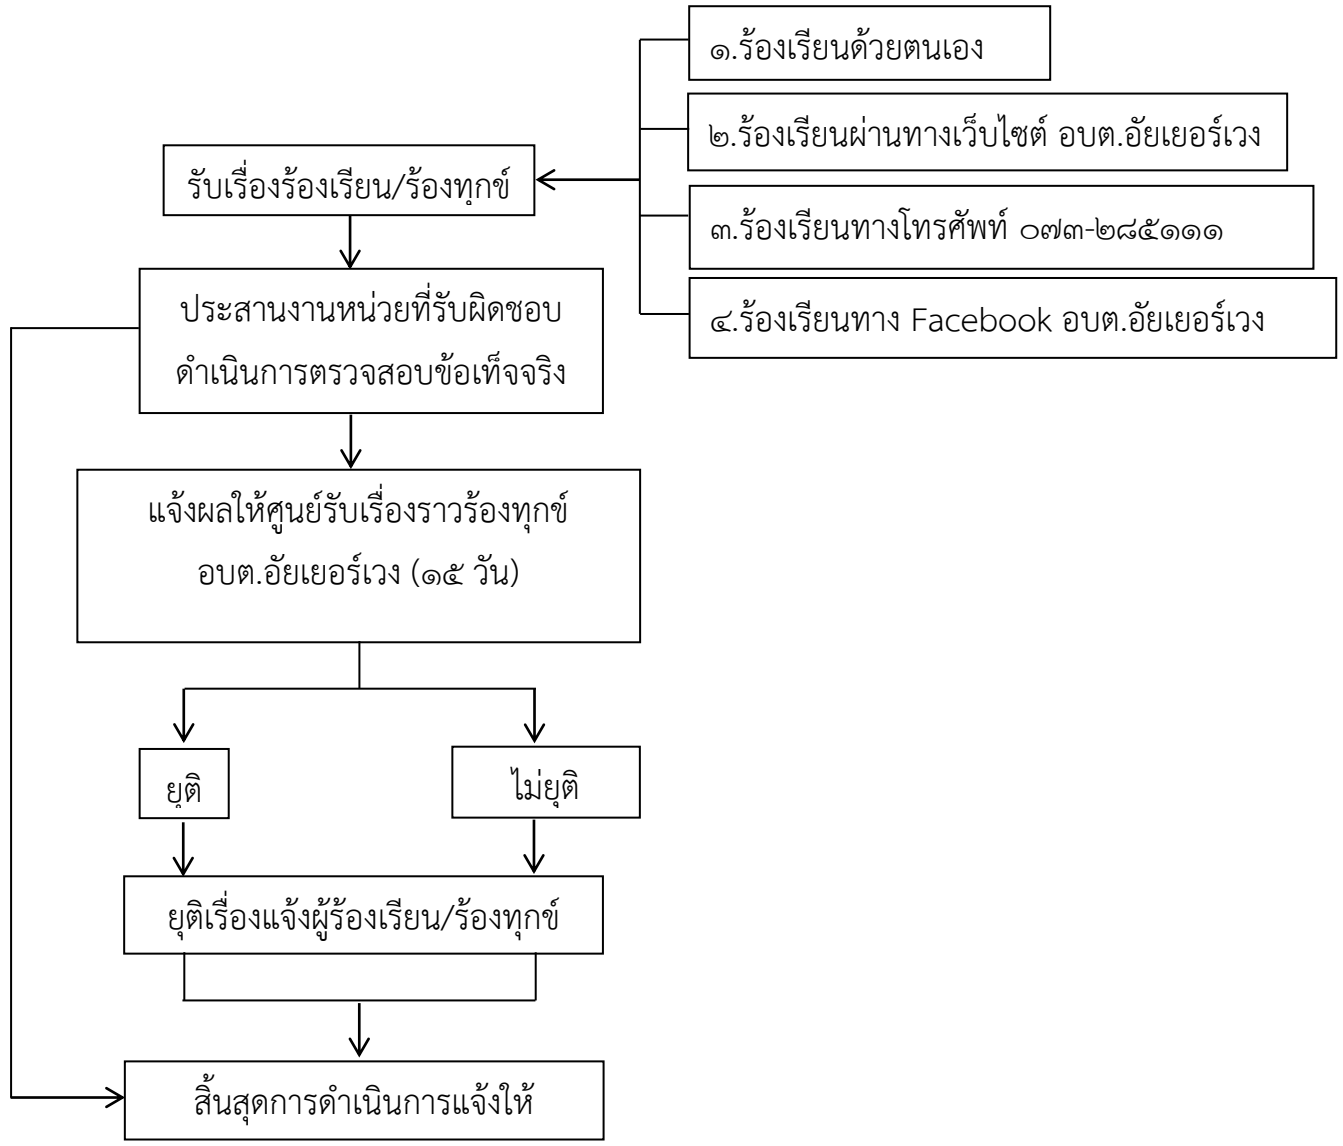 ๑.ร้องเรียนด้วยตนเอง
๒.ร้องเรียนผ่านทางเว็บไซต์ อบต.อัยเยอร์เวง
รับเรื่องร้องเรียน/ร้องทุกข์
๓.ร้องเรียนทางโทรศัพท์ ๐๗๓-๒๘๕๑๑๑
๔.ร้องเรียนทาง Facebook อบต.อัยเยอร์เวง
ประสานงานหน่วยที่รับผิดชอบ
ดำเนินการตรวจสอบข้อเท็จจริง
แจ้งผลให้ศูนย์รับเรื่องราวร้องทุกข์
อบต.อัยเยอร์เวง (๑๕ วัน)
ยุติ
ไม่ยุติ
ยุติเรื่องแจ้งผู้ร้องเรียน/ร้องทุกข์
สิ้นสุดการดำเนินการแจ้งให้